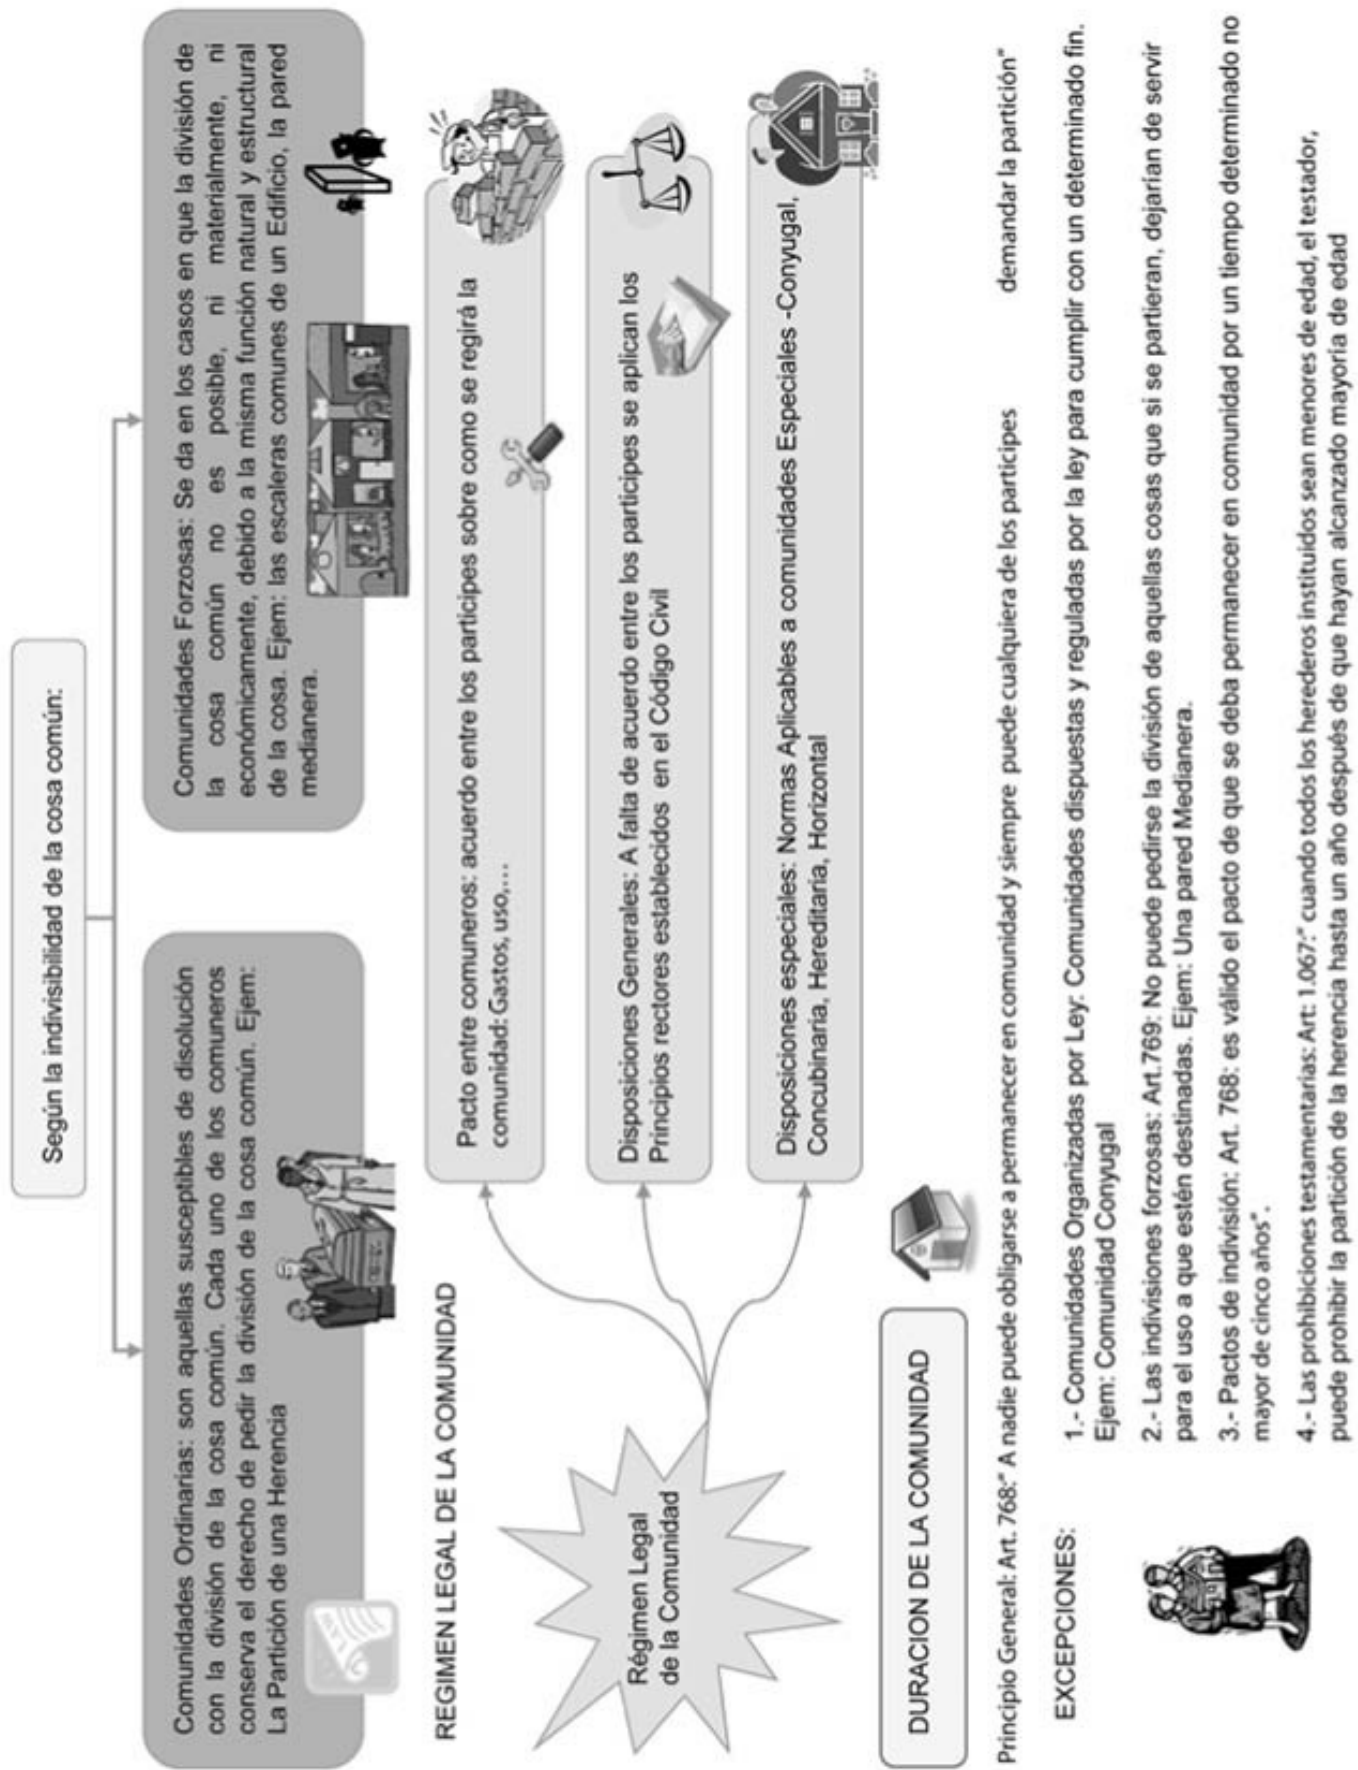 Según la indivisibilidad de la cosa común:
Comunidades Ordinarias: son aquellas susceptibles de disolución
con la división de la cosa común. Cada uno de los comuneros
conserva el derecho de pedir la división de la cosa común. Ejem:
La Partición de una Herencia
LAW
Comunidades Forzosas: Se da en los casos en que la división de
la cosa común no es posible, ni materialmente, ni
económicamente, debido a la misma función natural y estructural
de la cosa. Ejem: las escaleras comunes de un Edificio, la pared
medianera.
REGIMEN LEGAL DE LA COMUNIDAD
Régimen Legal
de la Comunidad
Pacto entre comuneros: acuerdo entre los participes sobre como se regirá la
comunidad: Gastos, uso,...
Disposiciones Generales: A falta de acuerdo entre los participes se aplican los
Principios rectores establecidos en el Código Civil
Disposiciones especiales: Normas Aplicables a comunidades Especiales -Conyugal,
Concubinaria, Hereditaria, Horizontal
DURACION DE LA COMUNIDAD
Principio General: Art. 768:" A nadie puede obligarse a permanecer en comunidad y siempre puede cualquiera de los participes demandar la partición"
EXCEPCIONES:
1.- Comunidades Organizadas por Ley: Comunidades dispuestas y reguladas por la ley para cumplir con un determinado fin.
Ejem: Comunidad Conyugal
2.- Las indivisiones forzosas: Art.769: No puede pedirse la división de aquellas cosas que si se partieran, dejarían de servir
para el uso a que estén destinadas. Ejem: Una pared Medianera.
3.- Pactos de indivisión: Art. 768: es válido el pacto de que se deba permanecer en comunidad por un tiempo determinado no
mayor de cinco años".
4.- Las prohibiciones testamentarias: Art: 1.067:" cuando todos los herederos instituidos sean menores de edad, el testador,
puede prohibir la partición de la herencia hasta un año después de que hayan alcanzado mayoría de edad